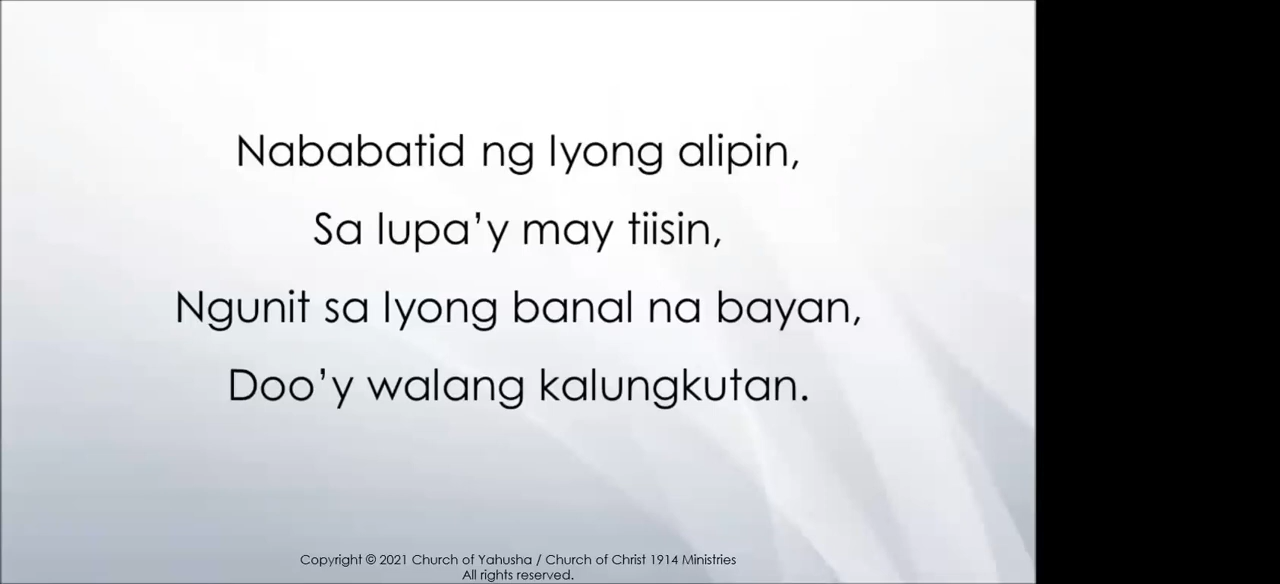 Nababatid ng Iyong alipin,
Sa lupa’y may tiisin,
Ngunit sa Iyong banal na bayan,
Doo’y walang kalungkutan.
Copyright © 2021 Church of Yahusha / Church of Christ 1914 Ministries
All rights reserved.